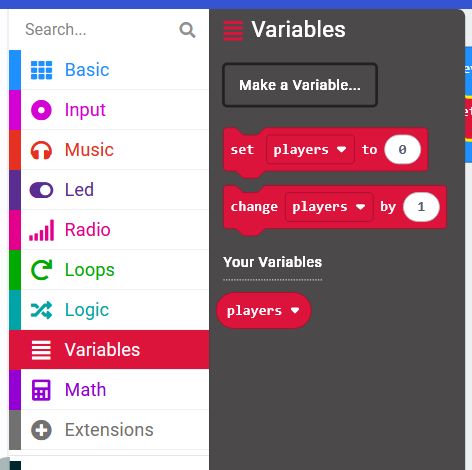 Search...
Basic
Input
Music
Led
Radio
Loops
Logic
Variables
Math
Extensions
Variables
Make a Variable...
set players to 0
change players by 1
Your Variables
players